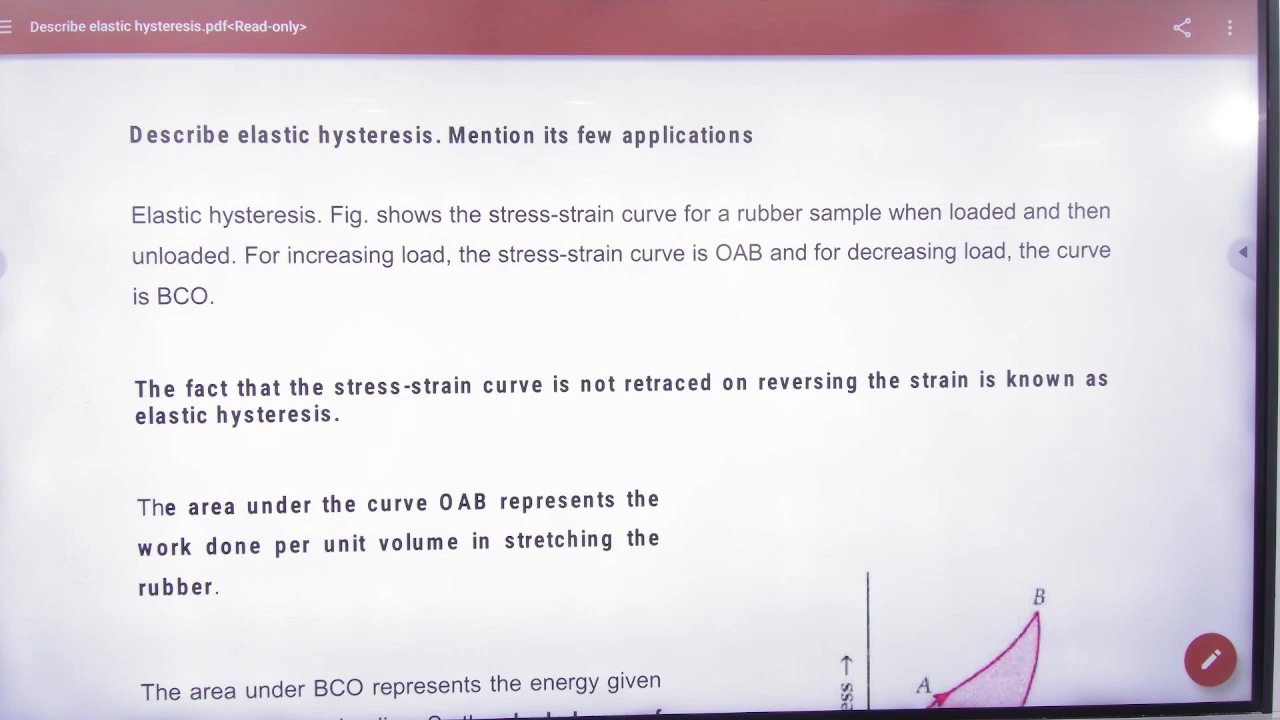 Describe elastic hysteresis.pdf<Read-only>
Describe elastic hysteresis. Mention its few applications
Elastic hysteresis. Fig. shows the stress-strain curve for a rubber sample when loaded and then
unloaded. For increasing load, the stress-strain curve is OAB and for decreasing load, the curve
is BCO.
The fact that the stress-strain curve is not retraced on reversing the strain is known as
elastic hysteresis.
The area under the curve OAB represents the
work done per unit volume in stretching the
rubber.
B
A
ess →
The area under BCO represents the energy given